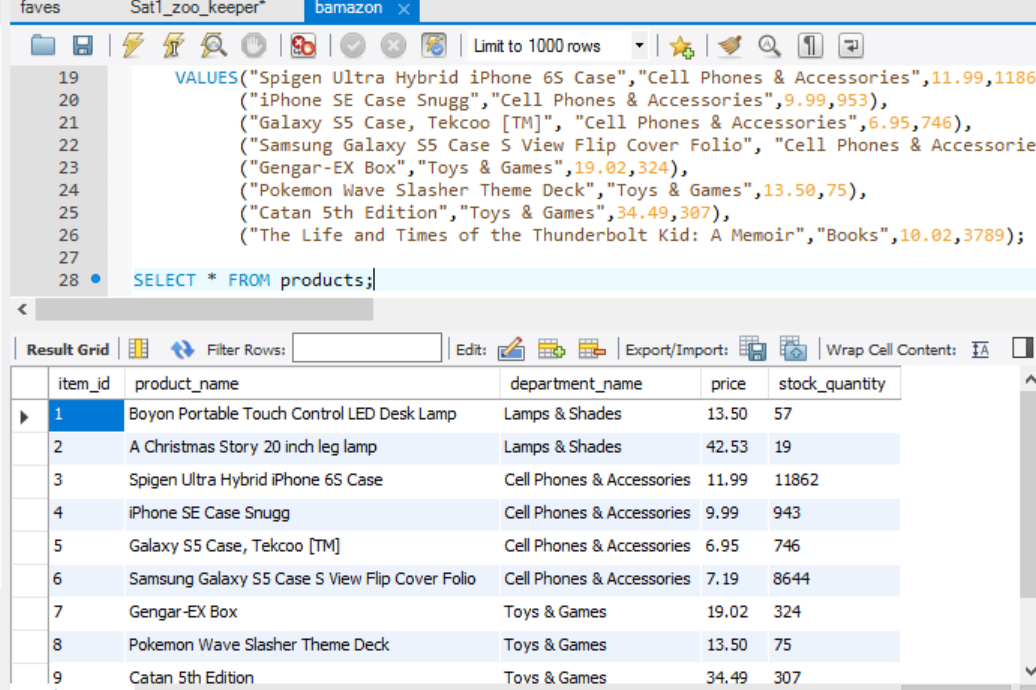 faves Sat1_zoo_keeper* bamazon
Limit to 1000 rows
19 VALUES("Spigen Ultra Hybrid iPhone 6S Case","Cell Phones & Accessories",11.99,1186
20 ("iPhone SE Case Snugg","Cell Phones & Accessories",9.99,953),
21 ("Galaxy S5 Case, Tekcoo [TM]", "Cell Phones & Accessories",6.95,746),
22 ("Samsung Galaxy S5 Case S View Flip Cover Folio", "Cell Phones & Accessorie
23 ("Gengar-EX Box","Toys & Games",19.02,324),
24 ("Pokemon Wave Slasher Theme Deck","Toys & Games",13.50,75),
25 ("Catan 5th Edition","Toys & Games",34.49,307),
26 ("The Life and Times of the Thunderbolt Kid: A Memoir","Books",10.02,3789);
27
28 SELECT * FROM products;
Result Grid Filter Rows: Edit: Export/Import: Wrap Cell Content: IA
item_id product_name department_name price stock_quantity
1 Boyon Portable Touch Control LED Desk Lamp Lamps & Shades 13.50 57
2 A Christmas Story 20 inch leg lamp Lamps & Shades 42.53 19
3 Spigen Ultra Hybrid iPhone 6S Case Cell Phones & Accessories 11.99 11862
4 iPhone SE Case Snugg Cell Phones & Accessories 9.99 943
5 Galaxy S5 Case, Tekcoo [TM] Cell Phones & Accessories 6.95 746
6 Samsung Galaxy S5 Case S View Flip Cover Folio Cell Phones & Accessories 7.19 8644
7 Gengar-EX Box Toys & Games 19.02 324
8 Pokemon Wave Slasher Theme Deck Toys & Games 13.50 75
9 Catan 5th Edition Toys & Games 34.49 307